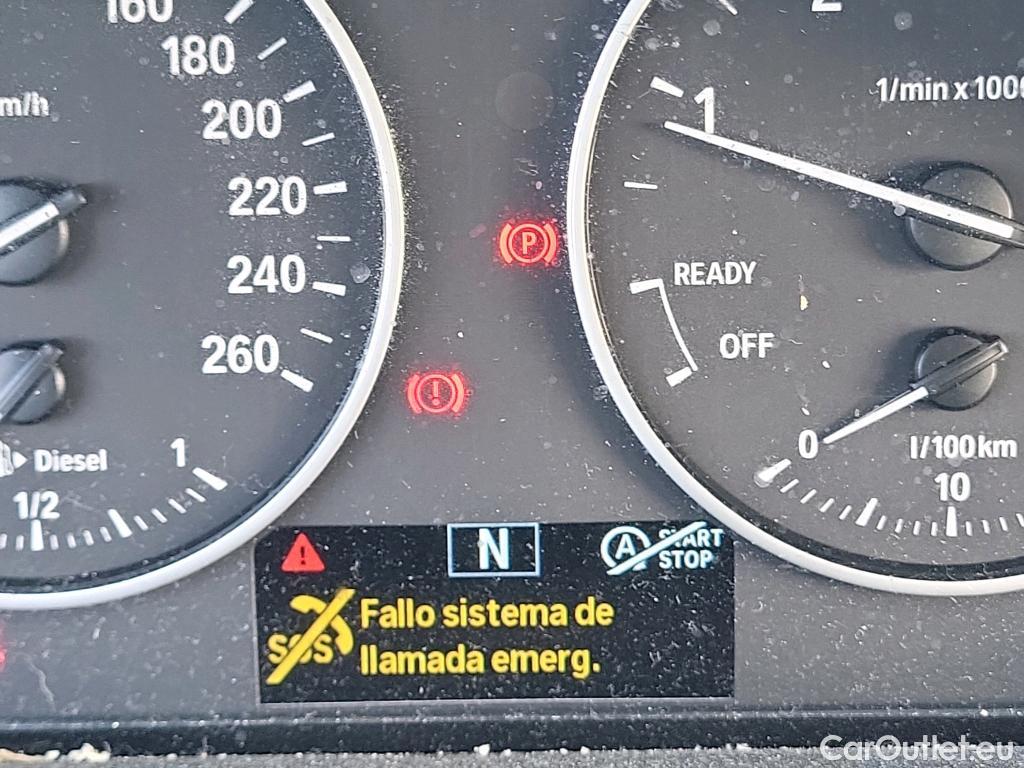 160
180
200
220
240
260
m/h
Diesel
1/2
1
P
!
1
2
1/min x 1000
READY
OFF
0
l/100km
10
!
N
A
START
STOP
SOS
Fallo sistema de
llamada emerg.
CarOutlet.eu